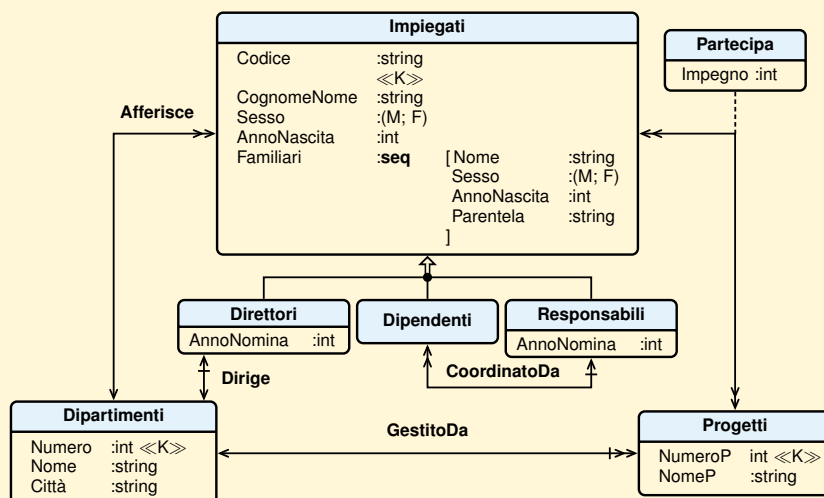 Impiegati
Codice :string
≪K≫
CognomeNome :string
Sesso :(M; F)
AnnoNascita :int
Familiari :seq [ Nome :string
Sesso :(M; F)
AnnoNascita :int
Parentela :string
]
Partecipa
Impegno :int
Afferisce
Direttori
AnnoNomina :int
Dipendenti
Responsabili
AnnoNomina :int
Dirige
CoordinatoDa
Dipartimenti
Numero :int ≪K≫
Nome :string
Città :string
GestitoDa
Progetti
NumeroP int ≪K≫
NomeP :string